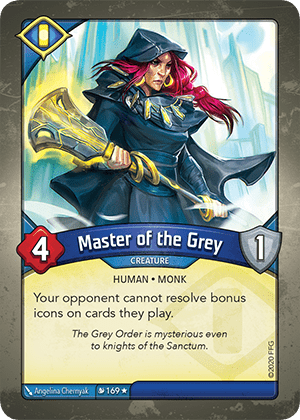 Master of the Grey
CREATURE
4
1
HUMAN • MONK
Your opponent cannot resolve bonus
icons on cards they play.
The Grey Order is mysterious even
to knights of the Sanctum.
Angelina Chernyak
169
©2020 FFG